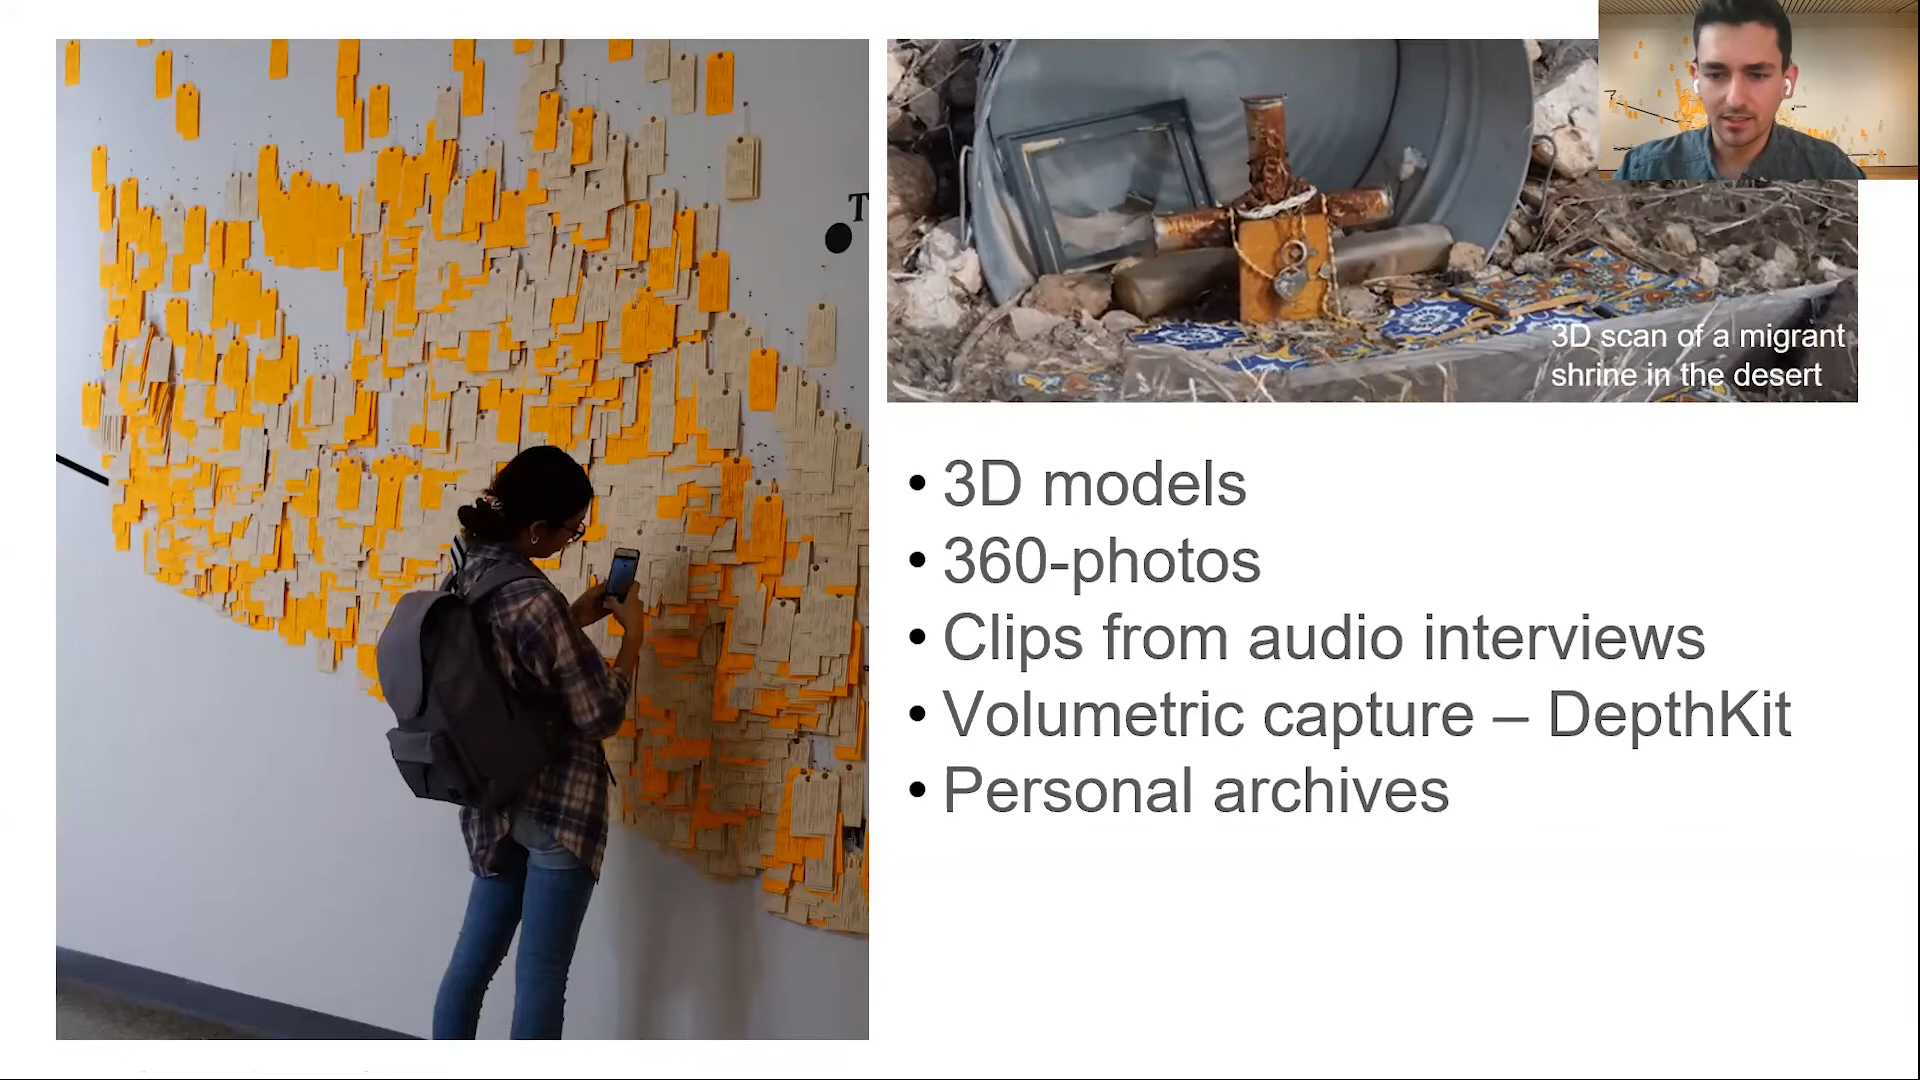 T
3D scan of a migrant
shrine in the desert
• 3D models
• 360-photos
• Clips from audio interviews
• Volumetric capture – DepthKit
• Personal archives